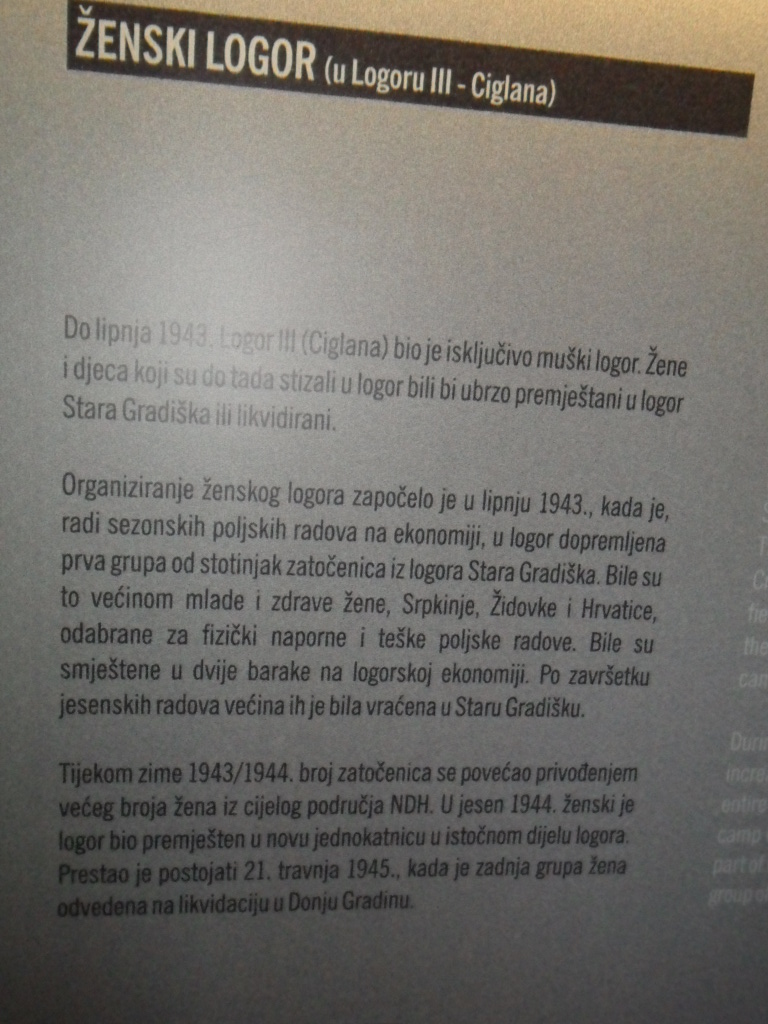 ŽENSKI LOGOR (u Logoru III - Ciglana)
Do lipnja 1943. Logor III (Ciglana) bio je isključivo muški logor. Žene
i djeca koji su do tada stizali u logor bili bi ubrzo premještani u logor
Stara Gradiška ili likvidirani.
Organiziranje ženskog logora započelo je u lipnju 1943., kada je,
radi sezonskih poljskih radova na ekonomiji, u logor dopremljena
prva grupa od stotinjak zatočenica iz logora Stara Gradiška. Bile su
to većinom mlade i zdrave žene, Srpkinje, Židovke i Hrvatice,
odabrane za fizički naporne i teške poljske radove. Bile su
smještene u dvije barake na logorskoj ekonomiji. Po završetku
jesenskih radova većina ih je bila vraćena u Staru Gradišku.
Tijekom zime 1943/1944. broj zatočenica se povećao privođenjem
većeg broja žena iz cijelog područja NDH. U jesen 1944. ženski je
logor bio premješten u novu jednokatnicu u istočnom dijelu logora.
Prestao je postojati 21. travnja 1945., kada je zadnja grupa žena
odvedena na likvidaciju u Donju Gradinu.
the
entire
camp
part of
group